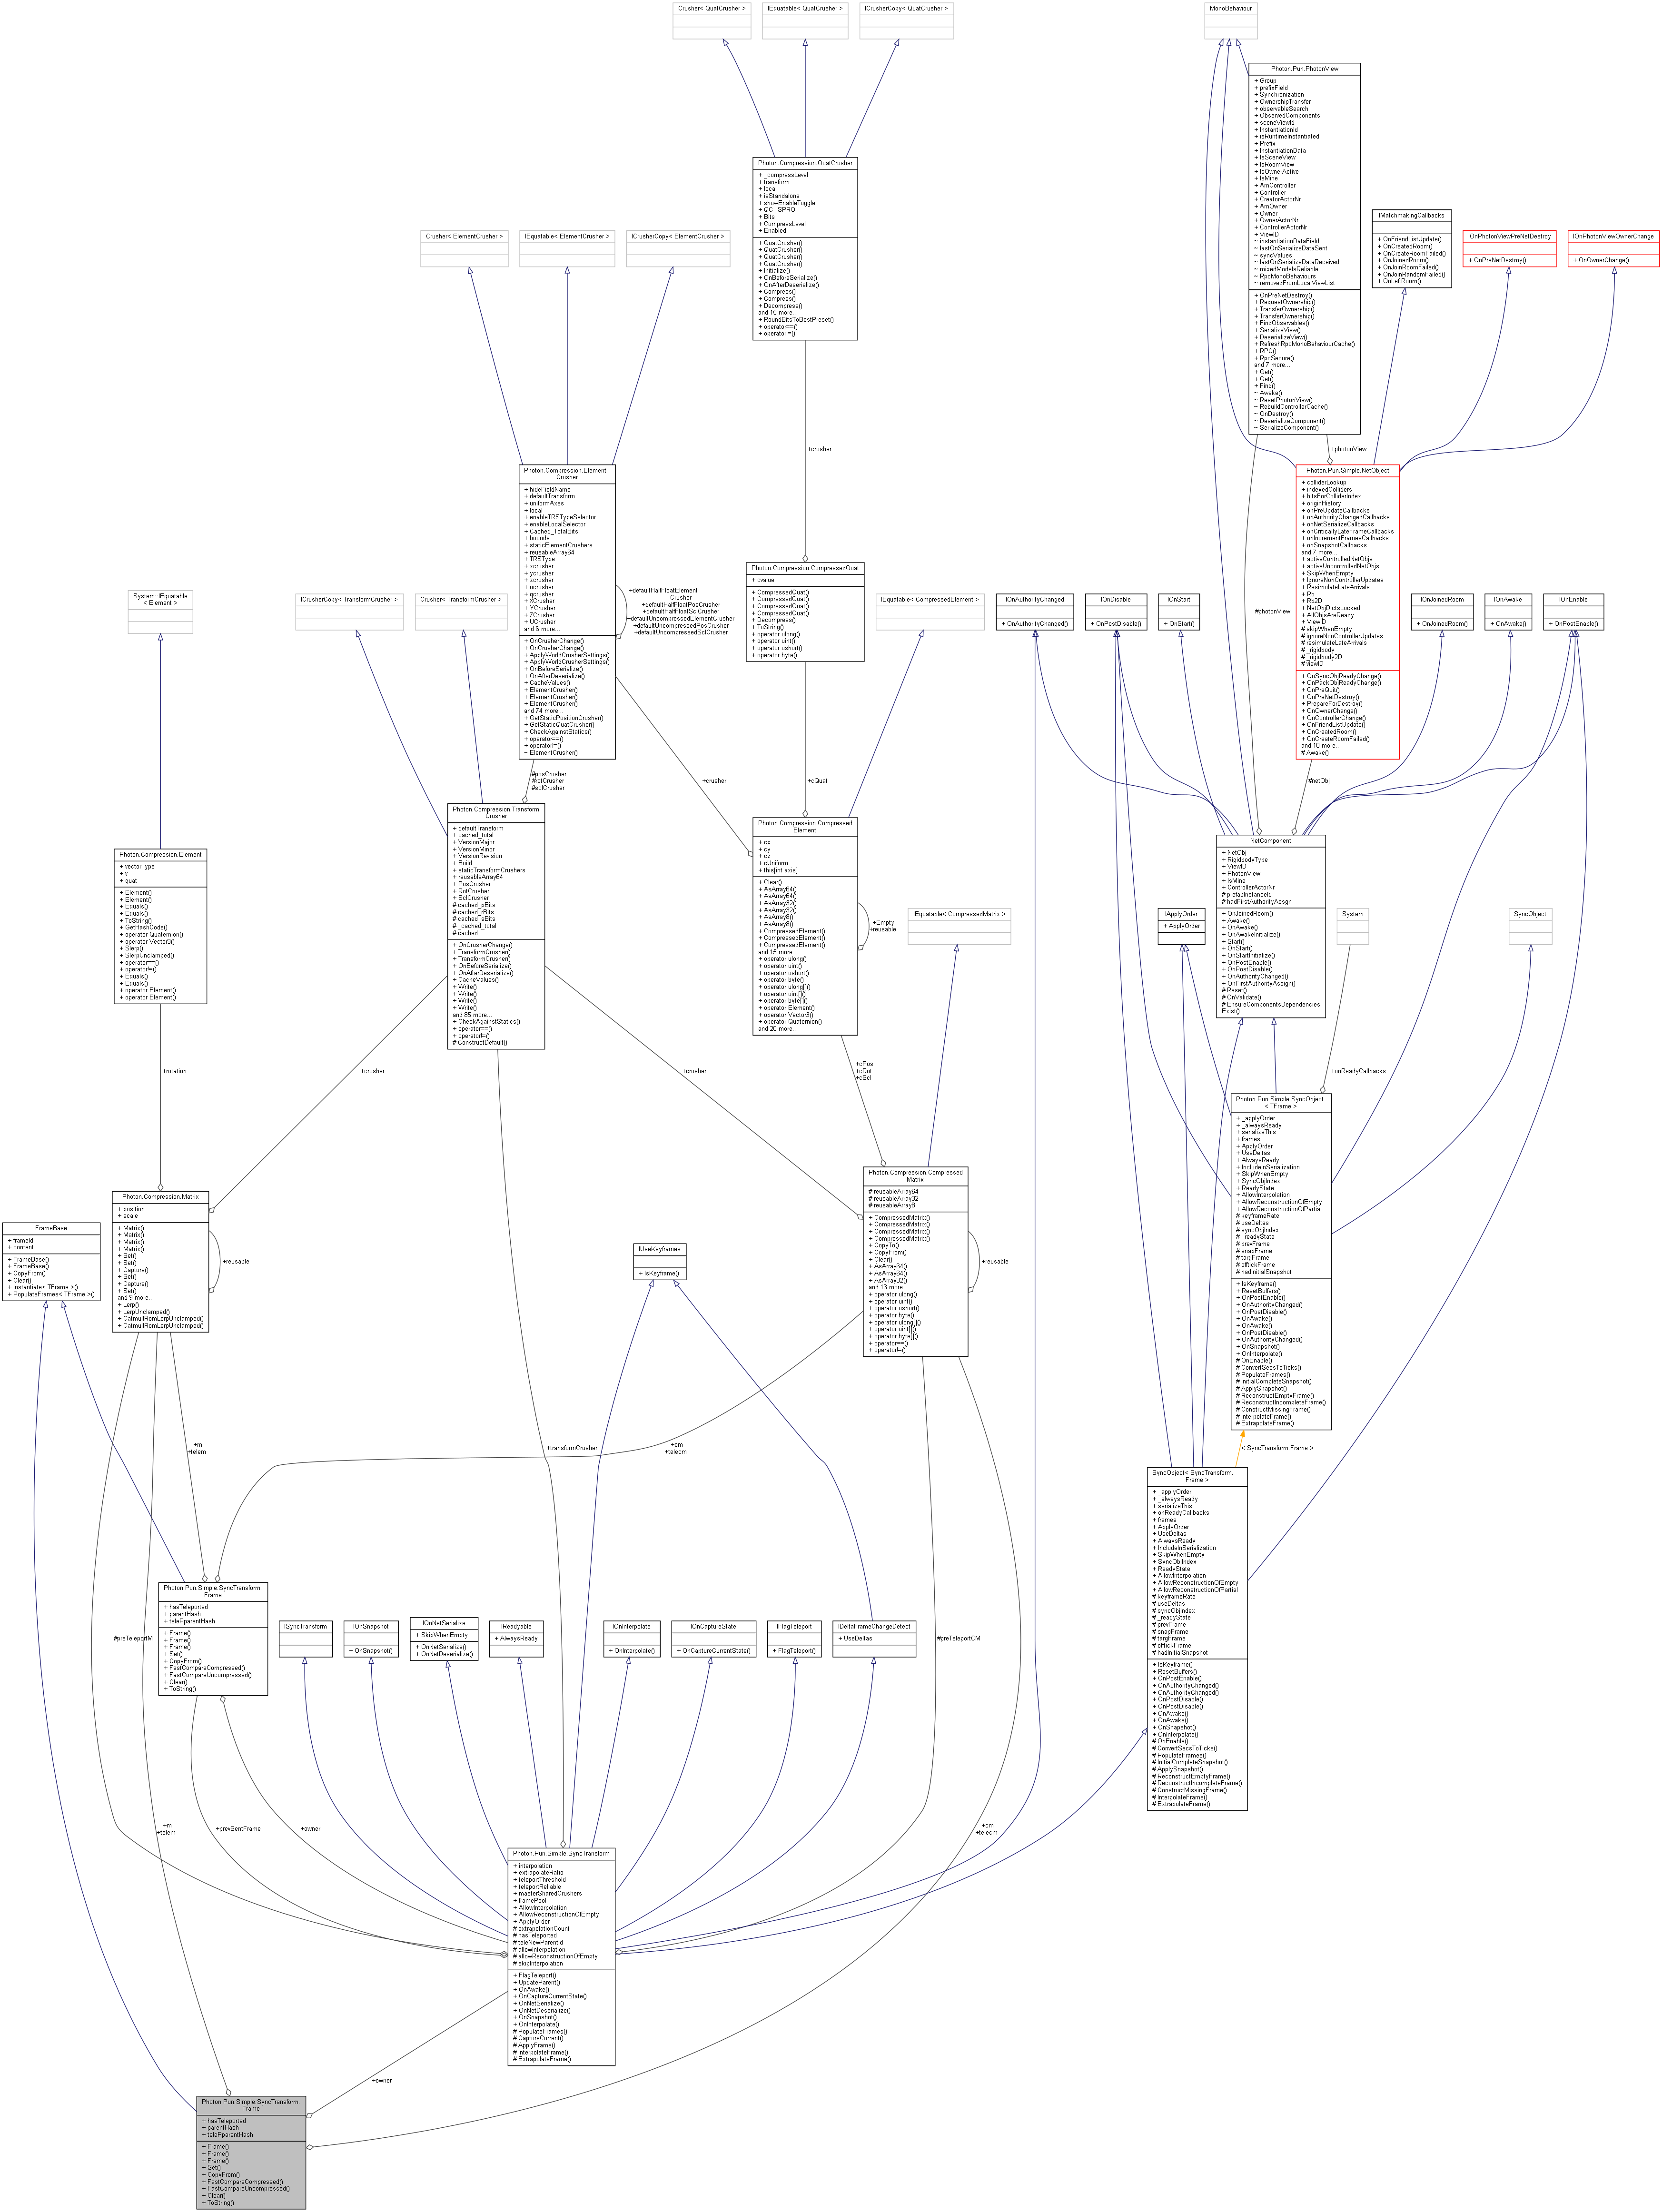 Crusher< QuatCrusher >
IEquatable< QuatCrusher >
ICrusherCopy< QuatCrusher >
MonoBehaviour
Photon.Pun.PhotonView
+ Group
+ prefixField
+ Synchronization
+ OwnershipTransfer
+ observableSearch
+ ObservedComponents
+ sceneViewId
+ InstantiationId
+ isRuntimeInstantiated
+ Prefix
+ InstantiationData
+ IsSceneView
+ IsRoomView
+ IsOwnerActive
+ IsMine
+ AmController
+ Controller
+ CreatorActorNr
+ AmOwner
+ Owner
+ OwnerActorNr
+ ControllerActorNr
+ ViewID
~ instantiationDataField
~ lastOnSerializeDataSent
~ syncValues
~ lastOnSerializeDataReceived
~ mixedModeIsReliable
~ RpcMonoBehaviours
~ removedFromLocalViewList
+ OnPreNetDestroy()
+ RequestOwnership()
+ TransferOwnership()
+ TransferOwnership()
+ FindObservables()
+ SerializeView()
+ DeserializeView()
+ RefreshRpcMonoBehaviourCache()
+ RPC()
+ RpcSecure()
and 7 more...
+ Get()
+ Get()
+ Find()
~ Awake()
~ ResetPhotonView()
~ RebuildControllerCache()
~ OnDestroy()
~ DeserializeComponent()
~ SerializeComponent()
Photon.Compression.QuatCrusher
+ _compressLevel
+ transform
+ local
+ isStandalone
+ showEnableToggle
+ QC_ISPRO
+ Bits
+ CompressLevel
+ Enabled
+ QuatCrusher()
+ QuatCrusher()
+ QuatCrusher()
+ QuatCrusher()
+ Initialize()
+ OnBeforeSerialize()
+ OnAfterDeserialize()
+ Compress()
+ Compress()
+ Decompress()
and 15 more...
+ RoundBitsToBestPreset()
+ operator==()
+ operator!=()
IMatchmakingCallbacks
+ OnFriendListUpdate()
+ OnCreatedRoom()
+ OnCreateRoomFailed()
+ OnJoinedRoom()
+ OnJoinRoomFailed()
+ OnJoinRandomFailed()
+ OnLeftRoom()
IOnPhotonViewPreNetDestroy
+ OnPreNetDestroy()
IOnPhotonViewOwnerChange
+ OnOwnerChange()
Crusher< ElementCrusher >
IEquatable< ElementCrusher >
ICrusherCopy< ElementCrusher >
+crusher
+photonView
Photon.Compression.Element
Crusher
+ hideFieldName
+ defaultTransform
+ uniformAxes
+ local
+ enableTRSTypeSelector
+ enableLocalSelector
+ Cached_TotalBits
+ bounds
+ staticElementCrushers
+ reusableArray64
+ TRSType
+ xcrusher
+ ycrusher
+ zcrusher
+ ucrusher
+ qcrusher
+ XCrusher
+ YCrusher
+ ZCrusher
+ UCrusher
and 6 more...
+ OnCrusherChange()
+ OnCrusherChange()
+ ApplyWorldCrusherSettings()
+ ApplyWorldCrusherSettings()
+ OnBeforeSerialize()
+ OnAfterDeserialize()
+ CacheValues()
+ ElementCrusher()
+ ElementCrusher()
+ ElementCrusher()
and 74 more...
+ GetStaticPositionCrusher()
+ GetStaticQuatCrusher()
+ CheckAgainstStatics()
+ operator==()
+ operator!=()
~ ElementCrusher()
+defaultHalfFloatElement
Crusher
+defaultHalfFloatPosCrusher
+defaultHalfFloatSclCrusher
+defaultUncompressedElementCrusher
+defaultUncompressedPosCrusher
+defaultUncompressedSclCrusher
Photon.Pun.Simple.NetObject
+ colliderLookup
+ indexedColliders
+ bitsForColliderIndex
+ originHistory
+ onPreUpdateCallbacks
+ onAuthorityChangedCallbacks
+ onNetSerializeCallbacks
+ onCriticallyLateFrameCallbacks
+ onIncrementFramesCallbacks
+ onSnapshotCallbacks
and 7 more...
+ activeControlledNetObjs
+ activeUncontrolledNetObjs
+ SkipWhenEmpty
+ IgnoreNonControllerUpdates
+ ResimulateLateArrivals
+ Rb
+ Rb2D
+ NetObjDictsLocked
+ AllObjsAreReady
+ ViewID
# skipWhenEmpty
# ignoreNonControllerUpdates
# resimulateLateArrivals
# _rigidbody
# _rigidbody2D
# viewID
+ OnSyncObjReadyChange()
+ OnPackObjReadyChange()
+ OnPreQuit()
+ OnPreNetDestroy()
+ PrepareForDestroy()
+ OnOwnerChange()
+ OnControllerChange()
+ OnFriendListUpdate()
+ OnCreatedRoom()
+ OnCreateRoomFailed()
and 18 more...
# Awake()
Photon.Compression.CompressedQuat
+ cvalue
+ CompressedQuat()
+ CompressedQuat()
+ CompressedQuat()
+ CompressedQuat()
+ Decompress()
+ ToString()
+ operator ulong()
+ operator uint()
+ operator ushort()
+ operator byte()
System::IEquatable
< Element >
ICrusherCopy< TransformCrusher >
Crusher< TransformCrusher >
IEquatable< CompressedElement >
IOnAuthorityChanged
+ OnAuthorityChanged()
IOnDisable
+ OnPostDisable()
IOnStart
+ OnStart()
#photonView
IOnJoinedRoom
+ OnJoinedRoom()
IOnAwake
+ OnAwake()
IOnEnable
+ OnPostEnable()
#posCrusher
#rotCrusher
#sclCrusher
+crusher
+cQuat
#netObj
Photon.Compression.Transform
Crusher
+ defaultTransform
+ cached_total
+ VersionMajor
+ VersionMinor
+ VersionRevision
+ Build
+ staticTransformCrushers
+ reusableArray64
+ PosCrusher
+ RotCrusher
+ SclCrusher
# cached_pBits
# cached_rBits
# cached_sBits
# _cached_total
# cached
+ OnCrusherChange()
+ TransformCrusher()
+ TransformCrusher()
+ OnBeforeSerialize()
+ OnAfterDeserialize()
+ CacheValues()
+ Write()
+ Write()
+ Write()
+ Write()
and 85 more...
+ CheckAgainstStatics()
+ operator==()
+ operator!=()
# ConstructDefault()
Photon.Compression.Compressed
Element
+ cx
+ cy
+ cz
+ cUniform
+ this[int axis]
+ Clear()
+ AsArray64()
+ AsArray64()
+ AsArray32()
+ AsArray32()
+ AsArray8()
+ AsArray8()
+ CompressedElement()
+ CompressedElement()
+ CompressedElement()
and 15 more...
+ operator ulong()
+ operator uint()
+ operator ushort()
+ operator byte()
+ operator ulong[]()
+ operator uint[]()
+ operator byte[]()
+ operator Element()
+ operator Vector3()
+ operator Quaternion()
and 20 more...
+Empty
+reusable
Photon.Compression.Element
+ vectorType
+ v
+ quat
+ Element()
+ Element()
+ Equals()
+ Equals()
+ ToString()
+ GetHashCode()
+ operator Quaternion()
+ operator Vector3()
+ Slerp()
+ SlerpUnclamped()
+ operator==()
+ operator!=()
+ Equals()
+ Equals()
+ operator Element()
+ operator Element()
NetComponent
+ NetObj
+ RigidbodyType
+ ViewID
+ PhotonView
+ IsMine
+ ControllerActorNr
# prefabInstanceId
# hadFirstAuthorityAssgn
+ OnJoinedRoom()
+ Awake()
+ OnAwake()
+ OnAwakeInitialize()
+ Start()
+ OnStart()
+ OnStartInitialize()
+ OnPostEnable()
+ OnPostDisable()
+ OnAuthorityChanged()
+ OnFirstAuthorityAssign()
# Reset()
# OnValidate()
# EnsureComponentsDependencies
Exist()
IEquatable< CompressedMatrix >
IApplyOrder
+ ApplyOrder
System
SyncObject
+rotation
+crusher
+crusher
+cPos
+cRot
+cScl
+onReadyCallbacks
Photon.Pun.Simple.SyncObject
< TFrame >
+ _applyOrder
+ _alwaysReady
+ serializeThis
+ frames
+ ApplyOrder
+ UseDeltas
+ AlwaysReady
+ IncludeInSerialization
+ SkipWhenEmpty
+ SyncObjIndex
+ ReadyState
+ AllowInterpolation
+ AllowReconstructionOfEmpty
+ AllowReconstructionOfPartial
# keyframeRate
# useDeltas
# syncObjIndex
# _readyState
# prevFrame
# snapFrame
# targFrame
# offtickFrame
# hadInitialSnapshot
+ IsKeyframe()
+ ResetBuffers()
+ OnPostEnable()
+ OnAuthorityChanged()
+ OnPostDisable()
+ OnAwake()
+ OnAwake()
+ OnPostDisable()
+ OnAuthorityChanged()
+ OnSnapshot()
+ OnInterpolate()
# OnEnable()
# ConvertSecsToTicks()
# PopulateFrames()
# InitialCompleteSnapshot()
# ApplySnapshot()
# ReconstructEmptyFrame()
# ReconstructIncompleteFrame()
# ConstructMissingFrame()
# InterpolateFrame()
# ExtrapolateFrame()
Photon.Compression.Compressed
Matrix
# reusableArray64
# reusableArray32
# reusableArray8
+ CompressedMatrix()
+ CompressedMatrix()
+ CompressedMatrix()
+ CompressedMatrix()
+ CopyTo()
+ CopyFrom()
+ Clear()
+ AsArray64()
+ AsArray64()
+ AsArray32()
and 13 more...
+ operator ulong()
+ operator uint()
+ operator ushort()
+ operator byte()
+ operator ulong[]()
+ operator uint[]()
+ operator byte[]()
+ operator==()
+ operator!=()
+reusable
Photon.Compression.Matrix
+ position
+ scale
+ Matrix()
+ Matrix()
+ Matrix()
+ Matrix()
+ Set()
+ Set()
+ Capture()
+ Set()
+ Capture()
+ Set()
and 9 more...
+ Lerp()
+ LerpUnclamped()
+ CatmullRomLerpUnclamped()
+ CatmullRomLerpUnclamped()
+reusable
FrameBase
+ frameId
+ content
+ FrameBase()
+ FrameBase()
+ CopyFrom()
+ Clear()
+ Instantiate< TFrame >()
+ PopulateFrames< TFrame >()
IUseKeyframes
+ IsKeyframe()
+m
+telem
+transformCrusher
+cm
+telecm
< SyncTransform.Frame >
SyncObject< SyncTransform.
Frame >
+ _applyOrder
+ _alwaysReady
+ serializeThis
+ onReadyCallbacks
+ frames
+ ApplyOrder
+ UseDeltas
+ AlwaysReady
+ IncludeInSerialization
+ SkipWhenEmpty
+ SyncObjIndex
+ ReadyState
+ AllowInterpolation
+ AllowReconstructionOfEmpty
+ AllowReconstructionOfPartial
# keyframeRate
# useDeltas
# syncObjIndex
# _readyState
# prevFrame
# snapFrame
# targFrame
# offtickFrame
# hadInitialSnapshot
+ IsKeyframe()
+ ResetBuffers()
+ OnPostEnable()
+ OnAuthorityChanged()
+ OnAuthorityChanged()
+ OnPostDisable()
+ OnPostDisable()
+ OnAwake()
+ OnAwake()
+ OnSnapshot()
+ OnInterpolate()
# OnEnable()
# ConvertSecsToTicks()
# PopulateFrames()
# InitialCompleteSnapshot()
# ApplySnapshot()
# ReconstructEmptyFrame()
# ReconstructIncompleteFrame()
# ConstructMissingFrame()
# InterpolateFrame()
# ExtrapolateFrame()
Photon.Pun.Simple.SyncTransform.
Frame
+ hasTeleported
+ parentHash
+ telePparentHash
+ Frame()
+ Frame()
+ Frame()
+ Set()
+ CopyFrom()
+ FastCompareCompressed()
+ FastCompareUncompressed()
+ Clear()
+ ToString()
#preTeleportM
ISyncTransform
IOnSnapshot
+ OnSnapshot()
IOnNetSerialize
+ SkipWhenEmpty
+ OnNetSerialize()
+ OnNetDeserialize()
IReadyable
+ AlwaysReady
IOnInterpolate
+ OnInterpolate()
IOnCaptureState
+ OnCaptureCurrentState()
IFlagTeleport
+ FlagTeleport()
IDeltaFrameChangeDetect
+ UseDeltas
#preTeleportCM
+m
+telem
+prevSentFrame
+owner
+cm
+telecm
Photon.Pun.Simple.SyncTransform
+ interpolation
+ extrapolateRatio
+ teleportThreshold
+ teleportReliable
+ masterSharedCrushers
+ framePool
+ AllowInterpolation
+ AllowReconstructionOfEmpty
+ ApplyOrder
# extrapolationCount
# hasTeleported
# teleNewParentId
# allowInterpolation
# allowReconstructionOfEmpty
# skipInterpolation
+ FlagTeleport()
+ UpdateParent()
+ OnAwake()
+ OnCaptureCurrentState()
+ OnNetSerialize()
+ OnNetDeserialize()
+ OnSnapshot()
+ OnInterpolate()
# PopulateFrames()
# CaptureCurrent()
# ApplyFrame()
# InterpolateFrame()
# ExtrapolateFrame()
+owner
Photon.Pun.Simple.SyncTransform.
Frame
+ hasTeleported
+ parentHash
+ telePparentHash
+ Frame()
+ Frame()
+ Frame()
+ Set()
+ CopyFrom()
+ FastCompareCompressed()
+ FastCompareUncompressed()
+ Clear()
+ ToString()